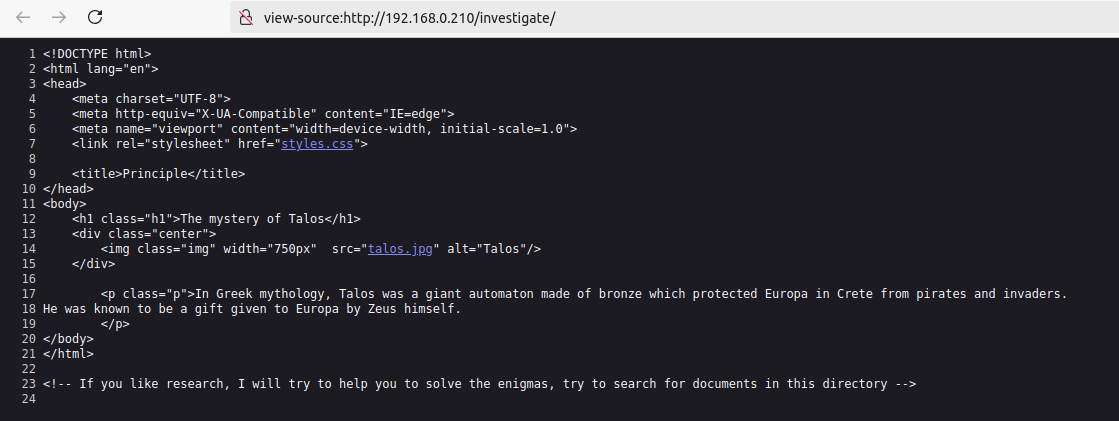 view-source:http://192.168.0.210/investigate/
1 <!DOCTYPE html>
2 <html lang="en">
3 <head>
4     <meta charset="UTF-8">
5     <meta http-equiv="X-UA-Compatible" content="IE=edge">
6     <meta name="viewport" content="width=device-width, initial-scale=1.0">
7     <link rel="stylesheet" href="styles.css">
8
9     <title>Principle</title>
10 </head>
11 <body>
12     <h1 class="h1">The mystery of Talos</h1>
13     <div class="center">
14         <img class="img" width="750px"  src="talos.jpg" alt="Talos"/>
15     </div>
16
17         <p class="p">In Greek mythology, Talos was a giant automaton made of bronze which protected Europa in Crete from pirates and invaders.
18 He was known to be a gift given to Europa by Zeus himself.
19         </p>
20 </body>
21 </html>
22
23 <!-- If you like research, I will try to help you to solve the enigmas, try to search for documents in this directory -->
24